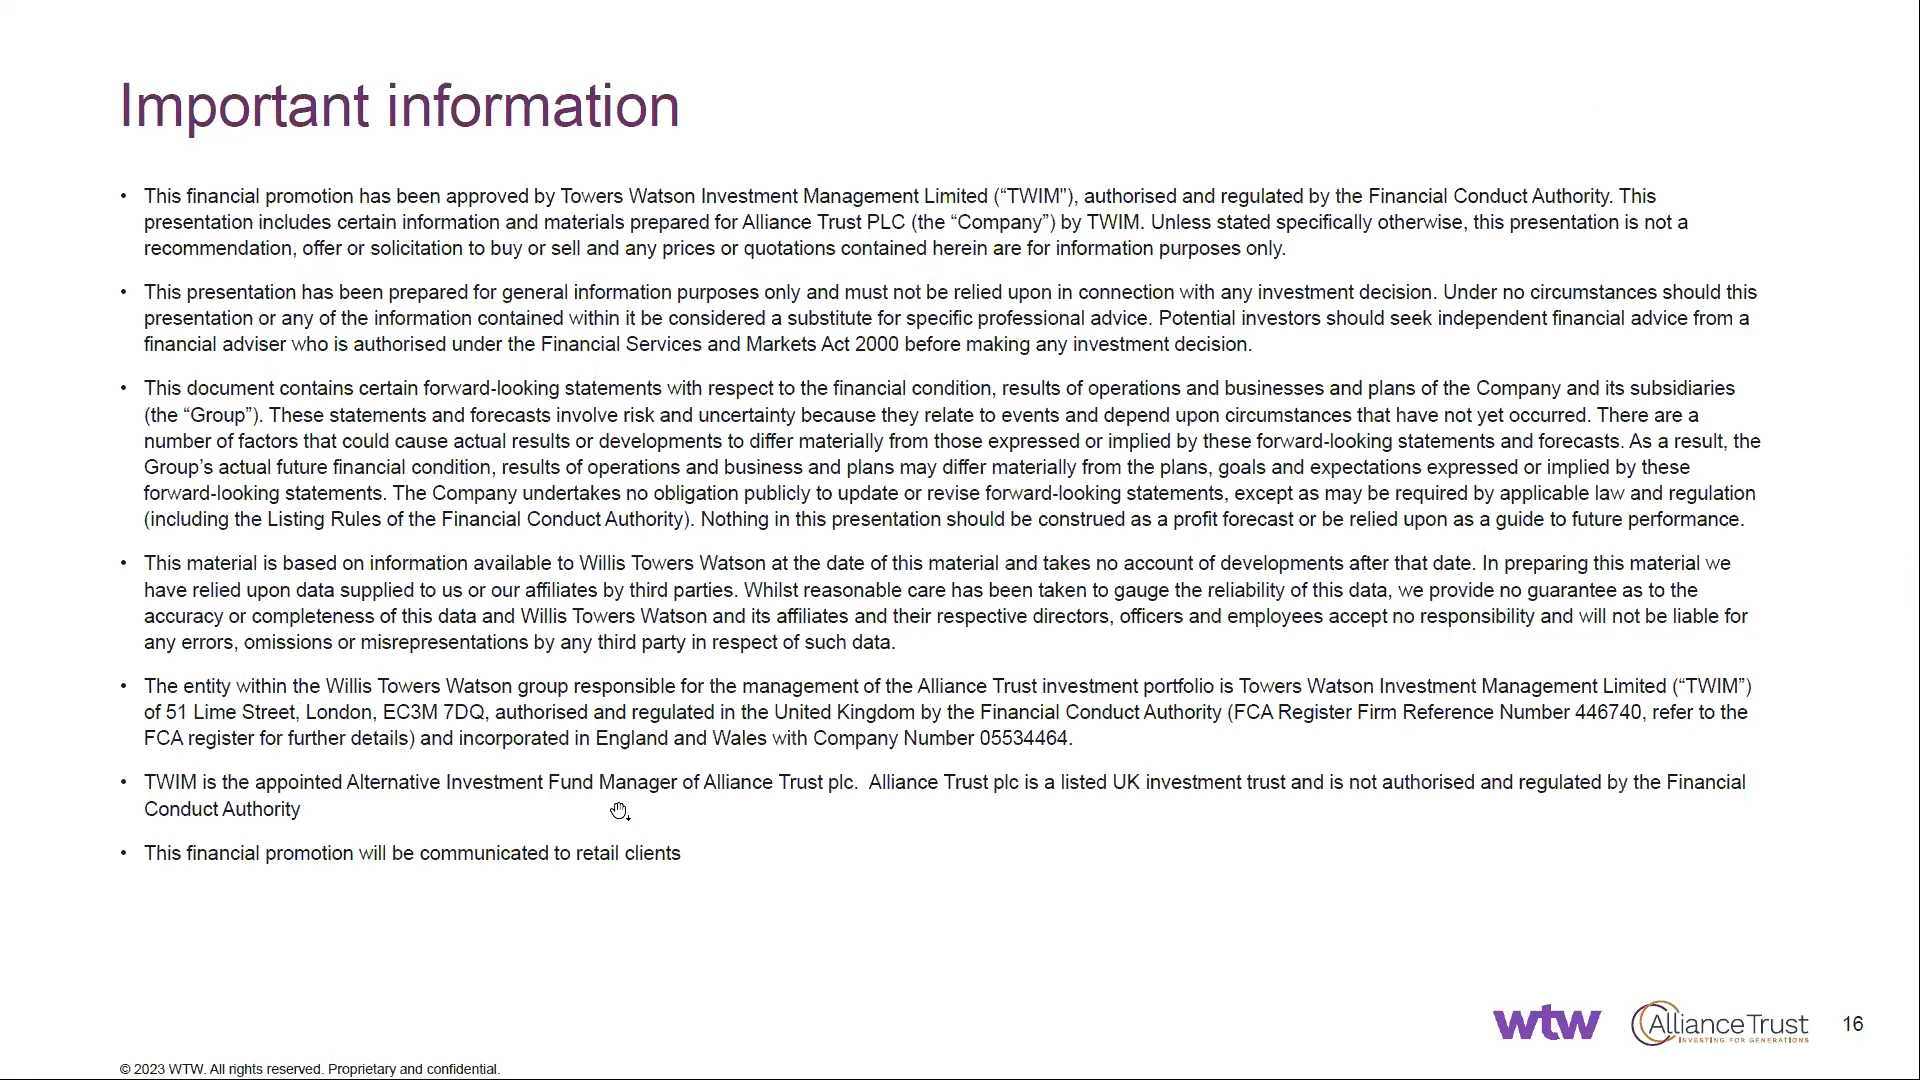 Important information
• This financial promotion has been approved by Towers Watson Investment Management Limited (“TWIM"), authorised and regulated by the Financial Conduct Authority. This
presentation includes certain information and materials prepared for Alliance Trust PLC (the “Company”) by TWIM. Unless stated specifically otherwise, this presentation is not a
recommendation, offer or solicitation to buy or sell and any prices or quotations contained herein are for information purposes only.
• This presentation has been prepared for general information purposes only and must not be relied upon in connection with any investment decision. Under no circumstances should this
presentation or any of the information contained within it be considered a substitute for specific professional advice. Potential investors should seek independent financial advice from a
financial adviser who is authorised under the Financial Services and Markets Act 2000 before making any investment decision.
• This document contains certain forward-looking statements with respect to the financial condition, results of operations and businesses and plans of the Company and its subsidiaries
(the “Group”). These statements and forecasts involve risk and uncertainty because they relate to events and depend upon circumstances that have not yet occurred. There are a
number of factors that could cause actual results or developments to differ materially from those expressed or implied by these forward-looking statements and forecasts. As a result, the
Group’s actual future financial condition, results of operations and business and plans may differ materially from the plans, goals and expectations expressed or implied by these
forward-looking statements. The Company undertakes no obligation publicly to update or revise forward-looking statements, except as may be required by applicable law and regulation
(including the Listing Rules of the Financial Conduct Authority). Nothing in this presentation should be construed as a profit forecast or be relied upon as a guide to future performance.
• This material is based on information available to Willis Towers Watson at the date of this material and takes no account of developments after that date. In preparing this material we
have relied upon data supplied to us or our affiliates by third parties. Whilst reasonable care has been taken to gauge the reliability of this data, we provide no guarantee as to the
accuracy or completeness of this data and Willis Towers Watson and its affiliates and their respective directors, officers and employees accept no responsibility and will not be liable for
any errors, omissions or misrepresentations by any third party in respect of such data.
• The entity within the Willis Towers Watson group responsible for the management of the Alliance Trust investment portfolio is Towers Watson Investment Management Limited (“TWIM”)
of 51 Lime Street, London, EC3M 7DQ, authorised and regulated in the United Kingdom by the Financial Conduct Authority (FCA Register Firm Reference Number 446740, refer to the
FCA register for further details) and incorporated in England and Wales with Company Number 05534464.
• TWIM is the appointed Alternative Investment Fund Manager of Alliance Trust plc.  Alliance Trust plc is a listed UK investment trust and is not authorised and regulated by the Financial
Conduct Authority
• This financial promotion will be communicated to retail clients
wtw
Alliance Trust
INVESTING FOR GENERATIONS
16
© 2023 WTW. All rights reserved. Proprietary and confidential.